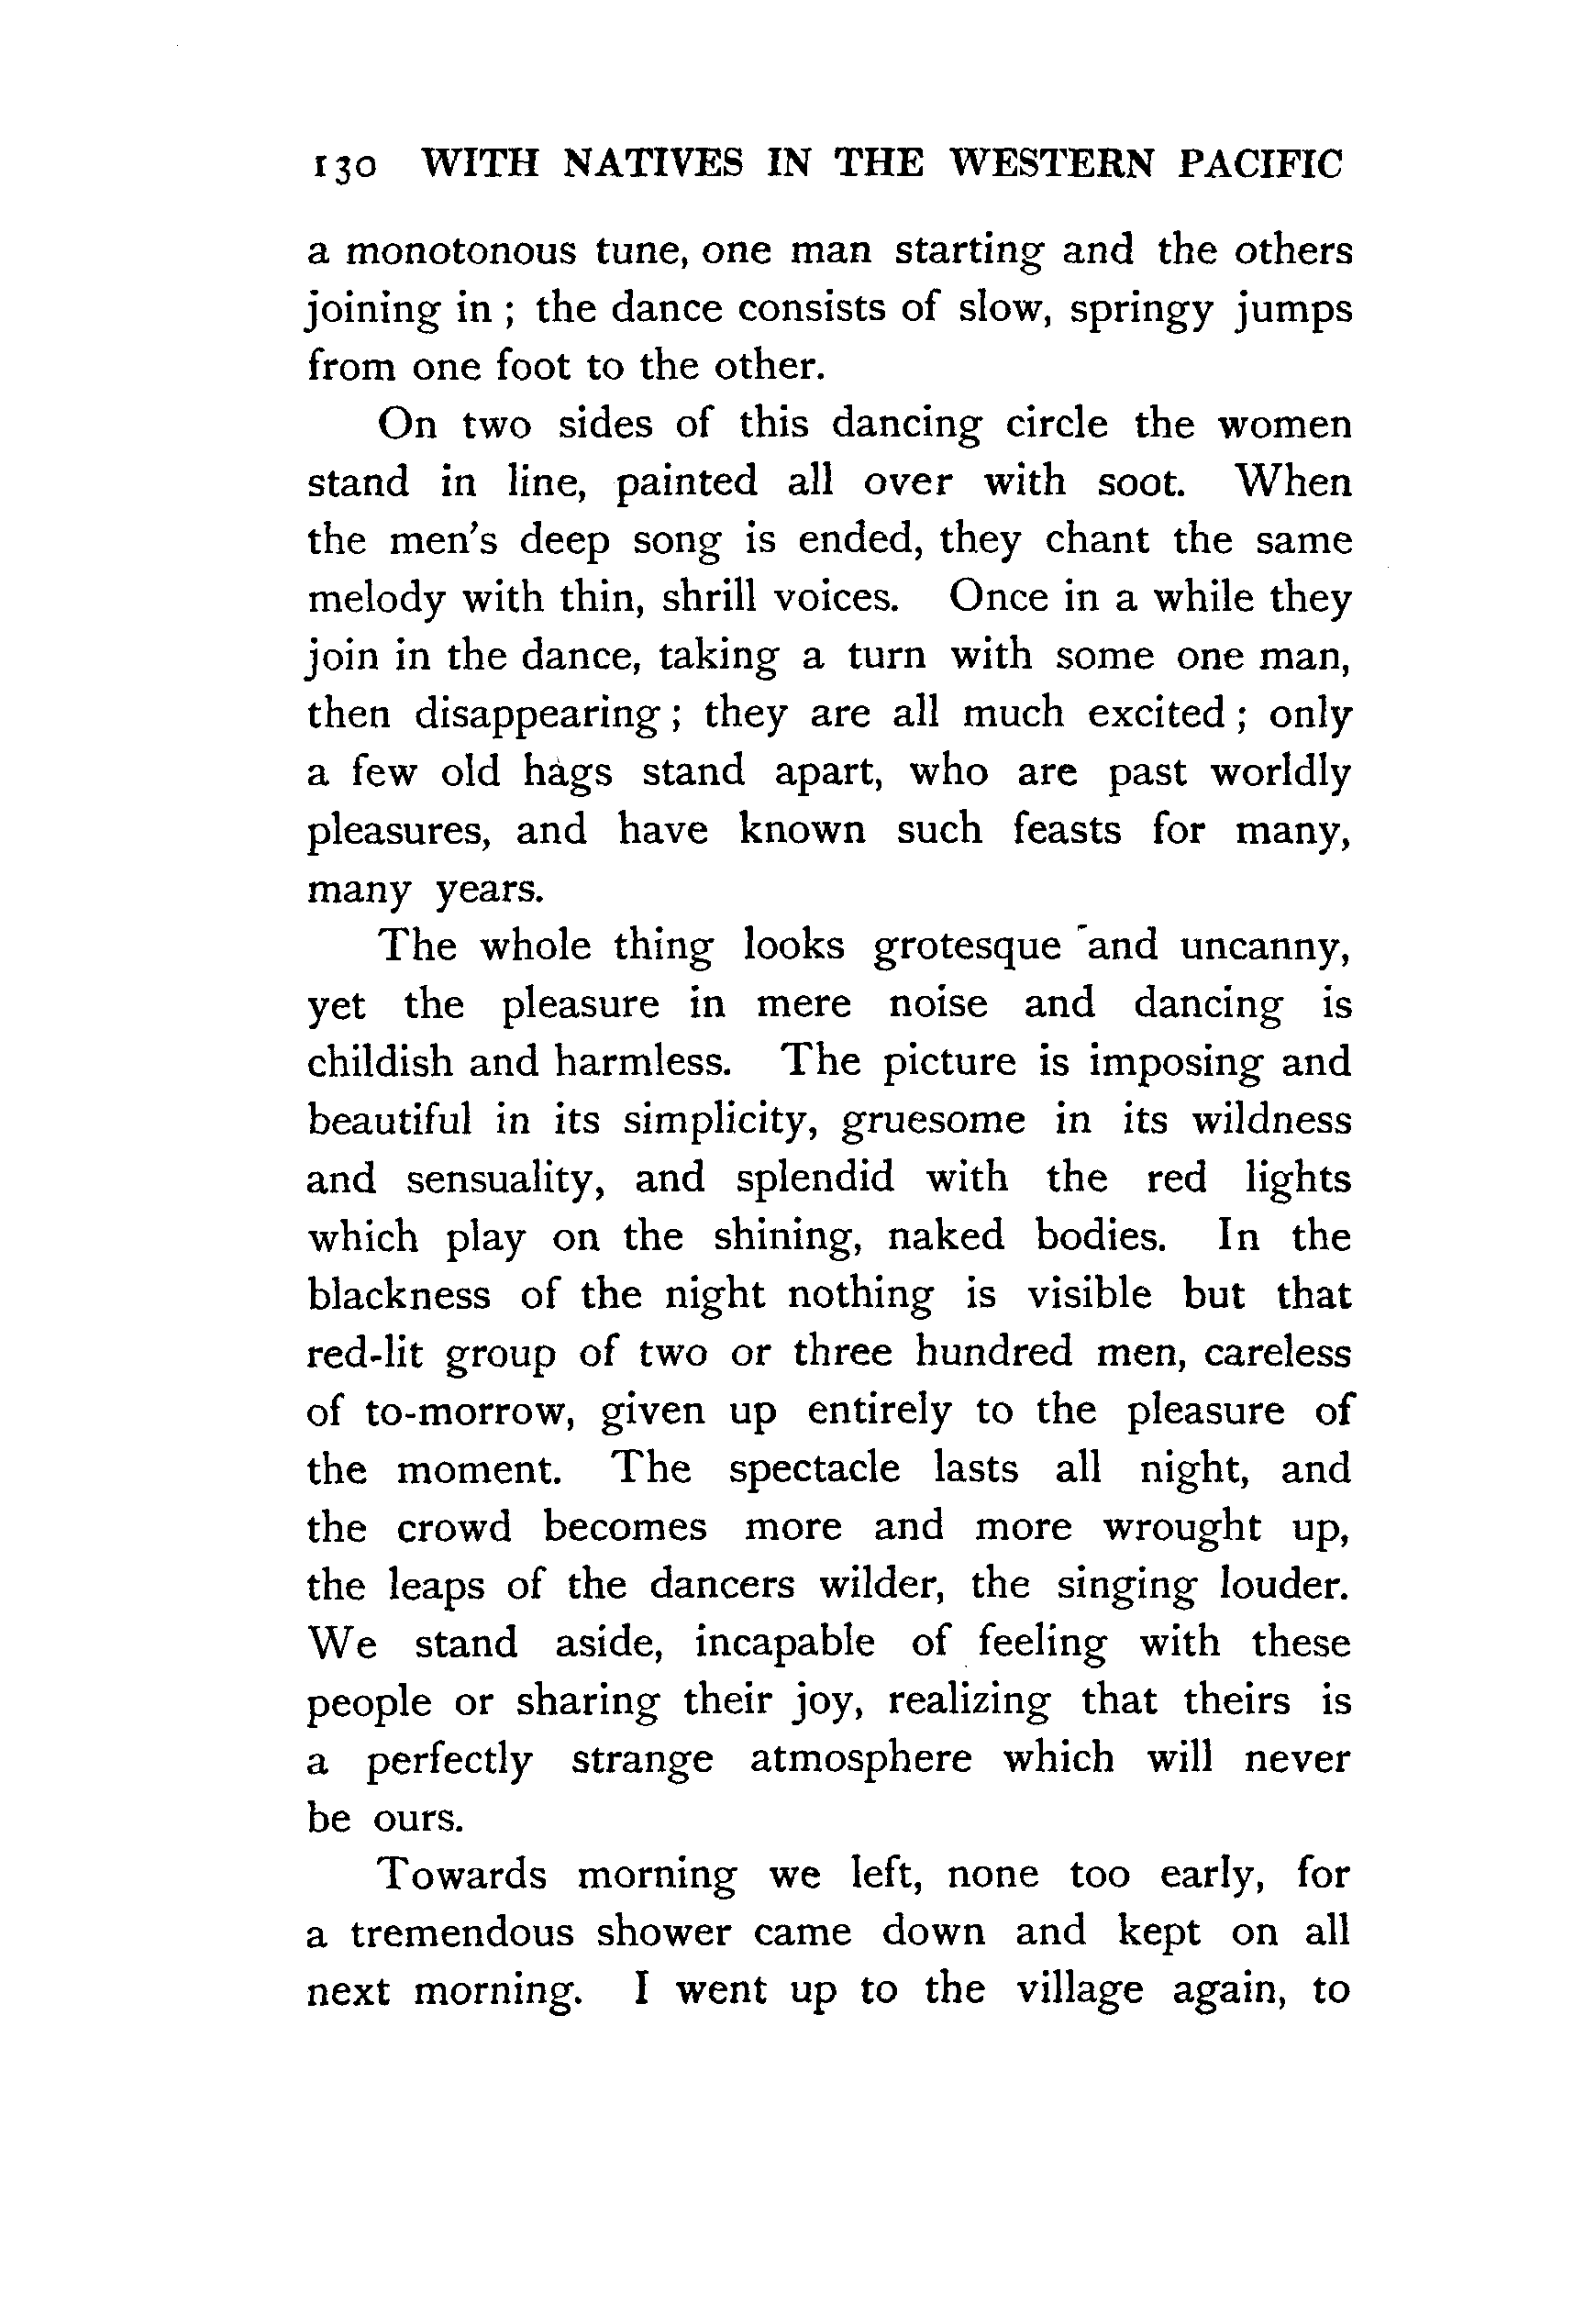 130 WITH NATIVES IN THE WESTERN PACIFIC
a monotonous tune, one man starting and the others
joining in ; the dance consists of slow, springy jumps
from one foot to the other.
On two sides of this dancing circle the women
stand in line, painted all over with soot. When
the men's deep song is ended, they chant the same
melody with thin, shrill voices. Once in a while they
join in the dance, taking a turn with some one man,
then disappearing ; they are all much excited ; only
a few old hags stand apart, who are past worldly
pleasures, and have known such feasts for many,
many years.
The whole thing looks grotesque and uncanny,
yet the pleasure in mere noise and dancing is
childish and harmless. The picture is imposing and
beautiful in its simplicity, gruesome in its wildness
and sensuality, and splendid with the red lights
which play on the shining, naked bodies. In the
blackness of the night nothing is visible but that
red-lit group of two or three hundred men, careless
of to-morrow, given up entirely to the pleasure of
the moment. The spectacle lasts all night, and
the crowd becomes more and more wrought up,
the leaps of the dancers wilder, the singing louder.
We stand aside, incapable of feeling with these
people or sharing their joy, realizing that theirs is
a perfectly strange atmosphere which will never
be ours.
Towards morning we left, none too early, for
a tremendous shower came down and kept on all
next morning. I went up to the village again, to